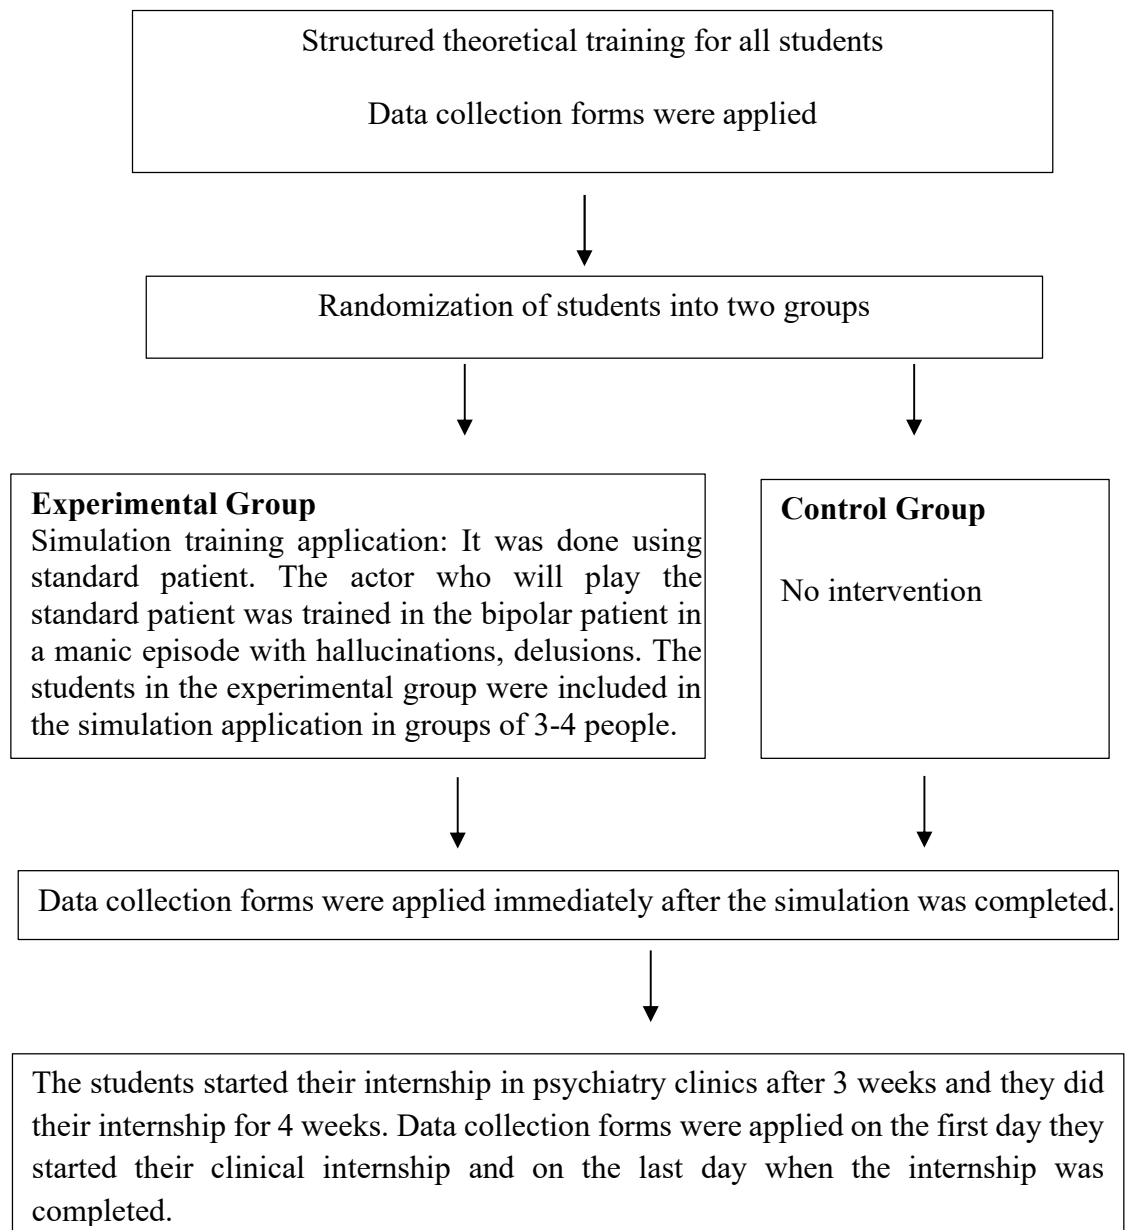 Structured theoretical training for all students
Data collection forms were applied
Randomization of students into two groups
Experimental Group
Simulation training application: It was done using
standard patient. The actor who will play the
standard patient was trained in the bipolar patient in
a manic episode with hallucinations, delusions. The
students in the experimental group were included in
the simulation application in groups of 3-4 people.
Control Group
No intervention
Data collection forms were applied immediately after the simulation was completed.
The students started their internship in psychiatry clinics after 3 weeks and they did
their internship for 4 weeks. Data collection forms were applied on the first day they
started their clinical internship and on the last day when the internship was
completed.